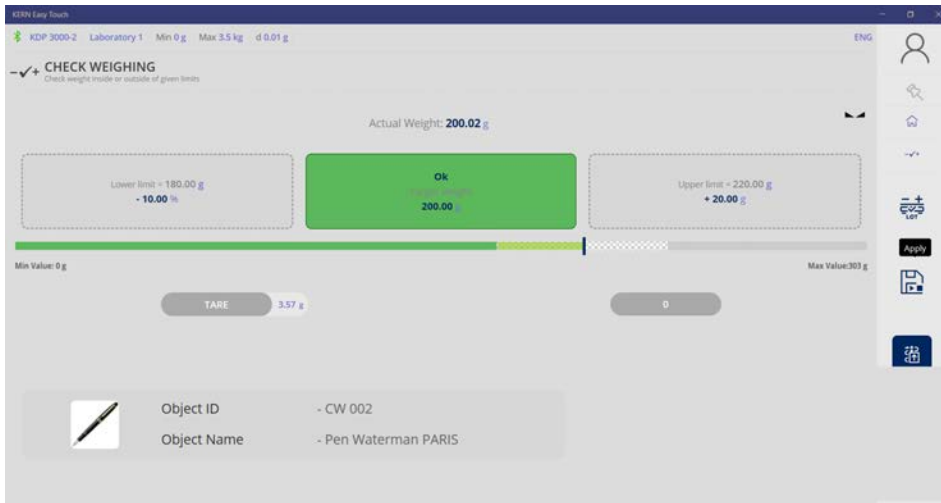 KERN Easy Touch
KDP 3000-2 Laboratory 1 Min 0 g Max 3.5 kg d 0.01 g ENG
CHECK WEIGHING
Check weight inside or outside of given limits
Actual Weight: 200.02 g
Lower limit = 180.00 g
- 10.00 %
Ok
Target Weight
200.00 g
Upper limit = 220.00 g
+ 20.00 g
LOT
Apply
Min Value: 0 g
Max Value:303 g
TARE 3.57 g
0
Object ID - CW 002
Object Name - Pen Waterman PARIS